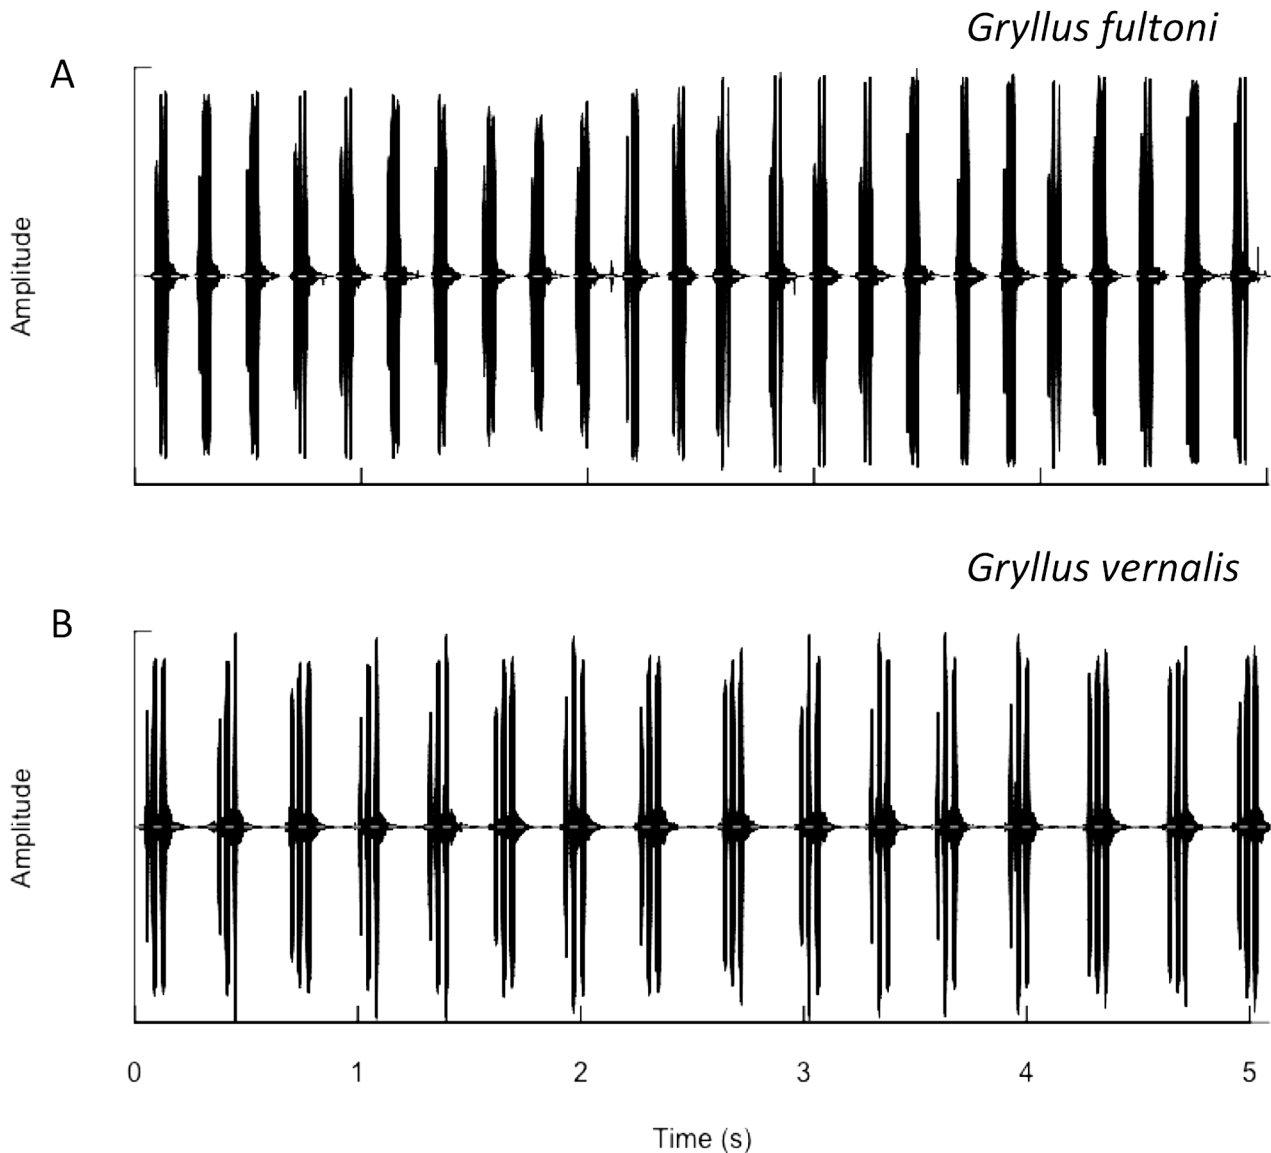 Gryllus fultoni
A
Amplitude
Gryllus vernalis
B
Amplitude
0 1 2 3 4 5
Time (s)